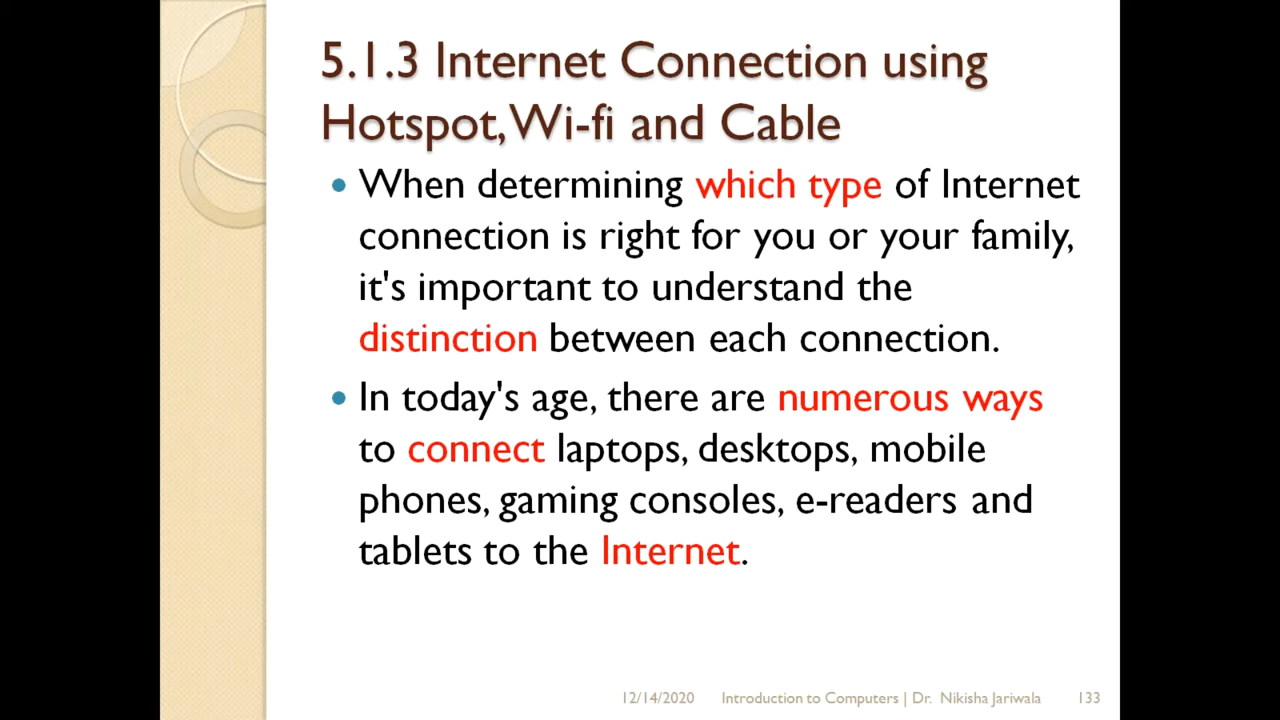 5.1.3 Internet Connection using
Hotspot, Wi-fi and Cable
• When determining which type of Internet
connection is right for you or your family,
it's important to understand the
distinction between each connection.
• In today's age, there are numerous ways
to connect laptops, desktops, mobile
phones, gaming consoles, e-readers and
tablets to the Internet.
12/14/2020 Introduction to Computers | Dr. Nikisha Jariwala 133